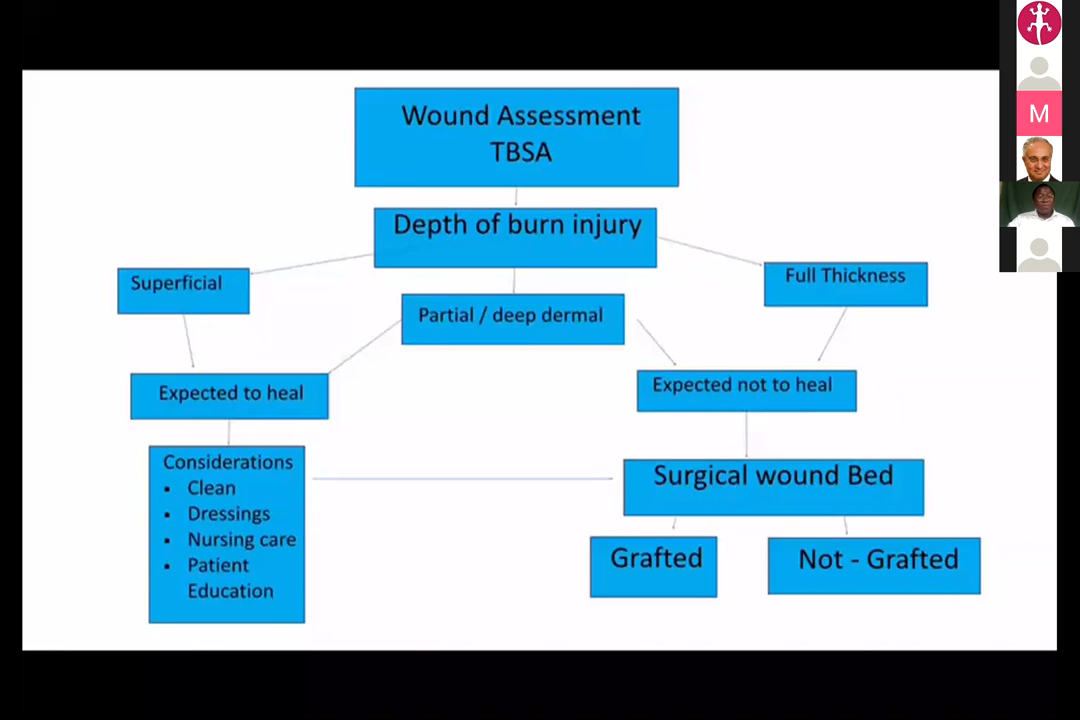 Wound Assessment
TBSA
Depth of burn injury
Superficial
Full Thickness
Partial / deep dermal
Expected to heal
Expected not to heal
Considerations
▪ Clean
▪ Dressings
▪ Nursing care
▪ Patient
Education
Surgical wound Bed
Grafted
Not - Grafted
M